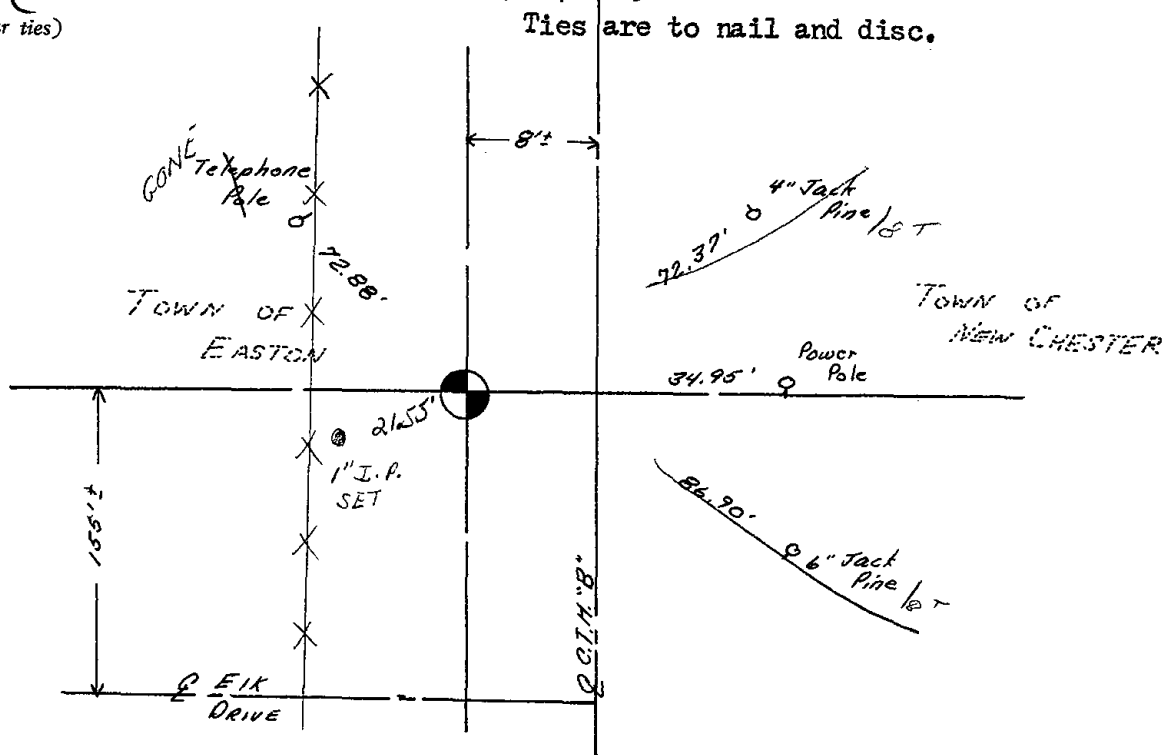 r ties)
Ties are to nail and disc.
8'±
GONE
Telephone
Pole
4" Jack
Pine
72.37'
72.88'
TOWN OF
EASTON
TOWN OF
NEW CHESTER
Power
Pole
34.95'
21.55'
1" I.P.
SET
155'±
86.90'
6" Jack
Pine
C.T.H. "B"
℄ Elk
DRIVE